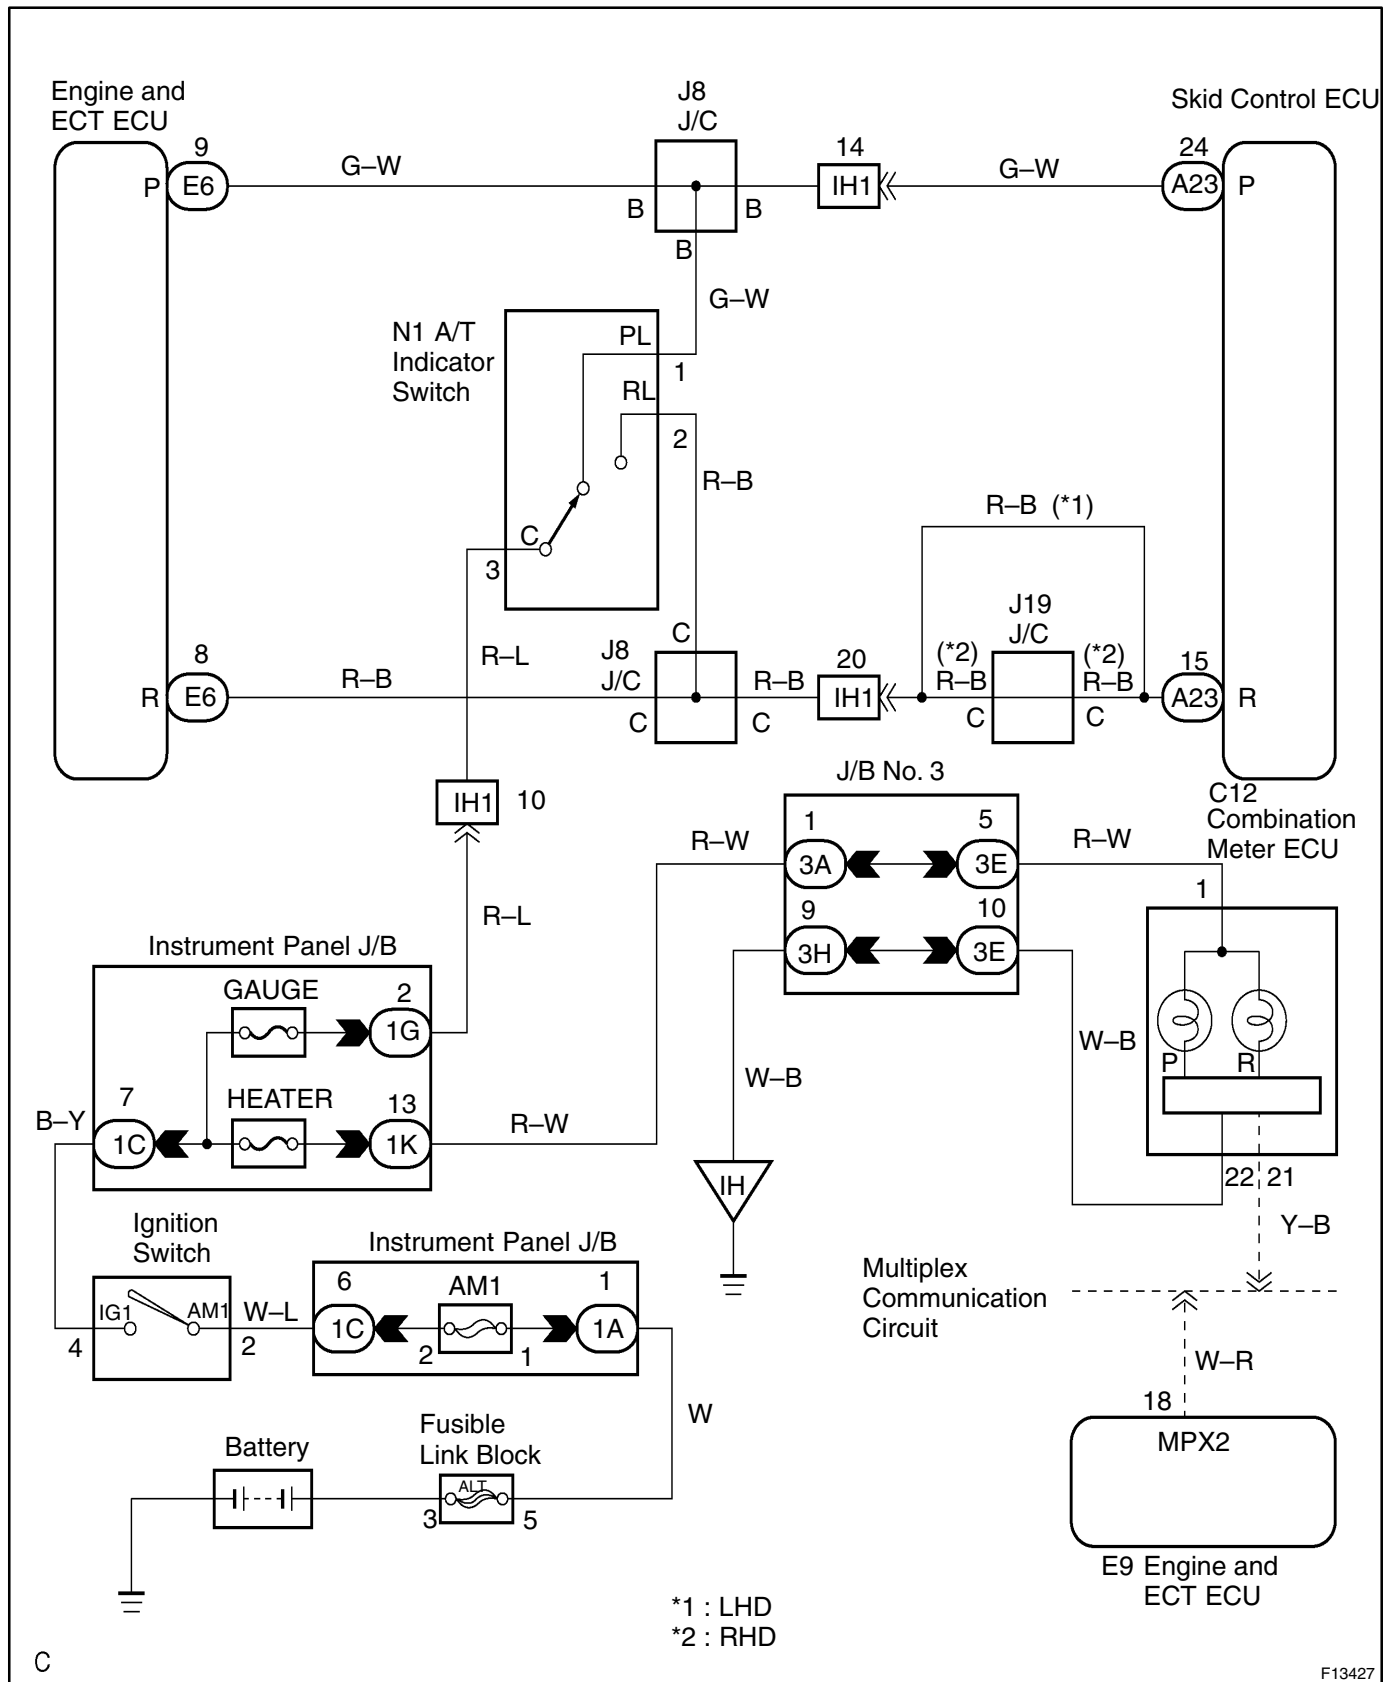 Engine and
ECT ECU
J8
J/C
Skid Control ECU
9
14
24
P
E6
G–W
IH1
G–W
A23
P
B
B
B
G–W
N1 A/T
Indicator
Switch
PL
1
RL
2
R–B
C
3
R–B (*1)
J19
J/C
8
R–L
J8
J/C
C
20
(*2)
(*2)
15
R
E6
R–B
R–B
IH1
R–B
R–B
A23
R
C
C
C
C
IH1
10
J/B No. 3
C12
Combination
Meter ECU
1
5
R–W
3A
3E
R–W
1
9
10
3H
3E
R–L
Instrument Panel J/B
GAUGE
2
1G
W–B
W–B
P
R
7
HEATER
13
B–Y
1C
1K
R–W
IH
22
21
Y–B
Ignition
Switch
Instrument Panel J/B
6
AM1
1
IG1
AM1
W–L
1C
1A
4
2
2
1
Multiplex
Communication
Circuit
W–R
W
18
MPX2
Battery
Fusible
Link Block
ALT
3
5
E9 Engine and
ECT ECU
*1 : LHD
*2 : RHD
C
F13427